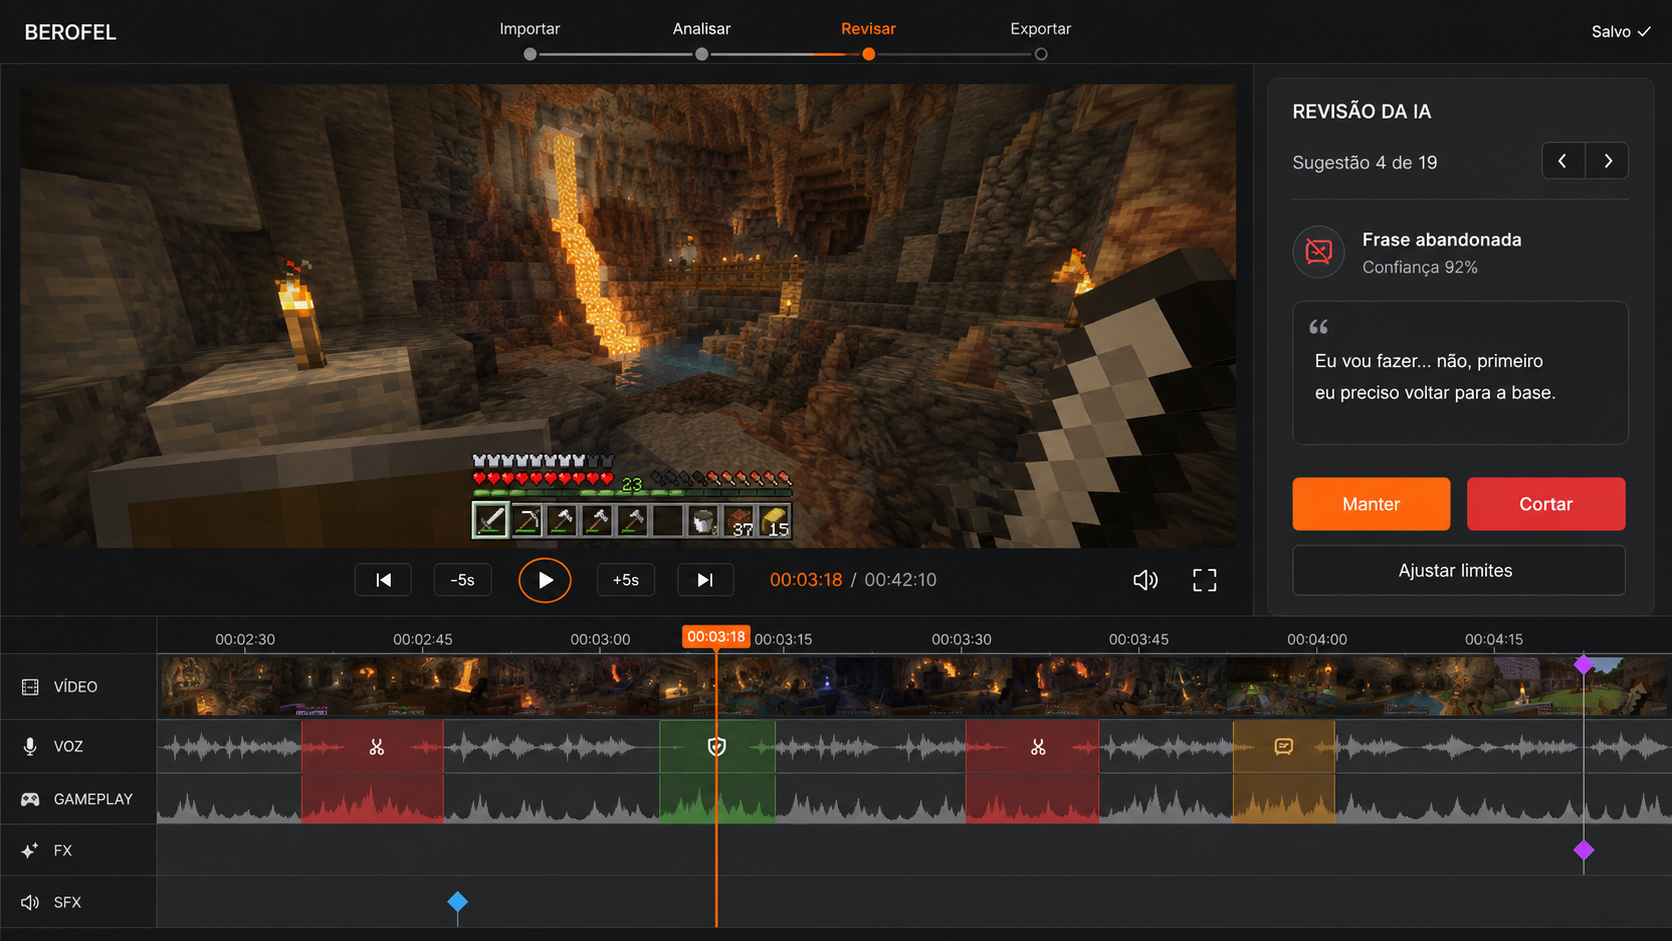 BEROFEL
Importar
Analisar
Revisar
Exportar
Salvo
REVISÃO DA IA
Sugestão 4 de 19
Frase abandonada
Confiança 92%
“
Eu vou fazer... não, primeiro
eu preciso voltar para a base.
Manter
Cortar
Ajustar limites
23
37
15
-5s
+5s
00:03:18 / 00:42:10
00:02:30
00:02:45
00:03:00
00:03:18
00:03:15
00:03:30
00:03:45
00:04:00
00:04:15
VÍDEO
VOZ
GAMEPLAY
FX
SFX